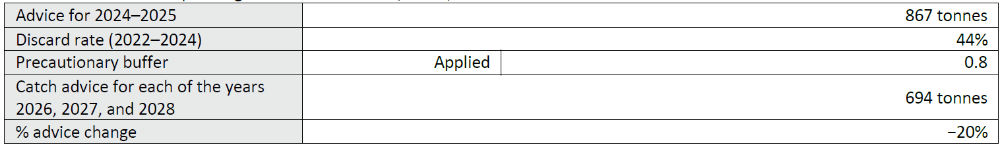 Advice for 2024–2025 867 tonnes
Discard rate (2022–2024) 44%
Precautionary buffer Applied 0.8
Catch advice for each of the years
2026, 2027, and 2028 694 tonnes
% advice change −20%